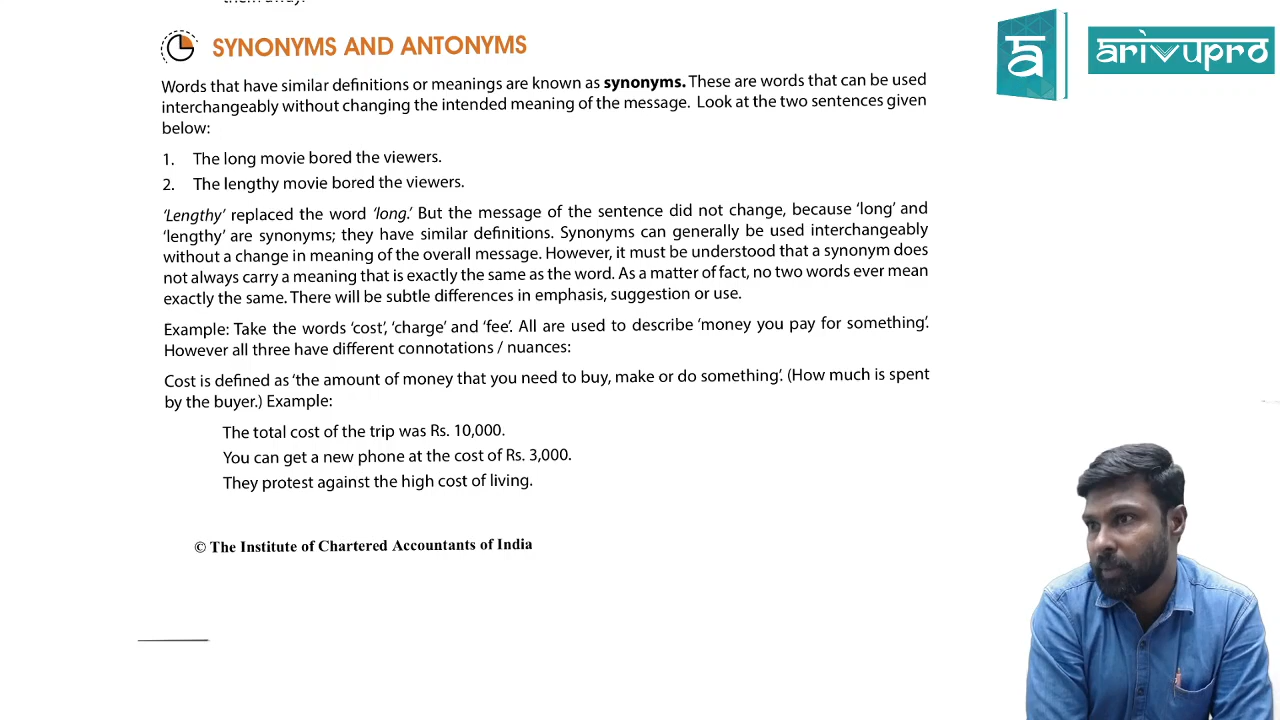 SYNONYMS AND ANTONYMS
Words that have similar definitions or meanings are known as synonyms. These are words that can be used
interchangeably without changing the intended meaning of the message. Look at the two sentences given
below:
1. The long movie bored the viewers.
2. The lengthy movie bored the viewers.
'Lengthy' replaced the word 'long.' But the message of the sentence did not change, because 'long' and
'lengthy' are synonyms; they have similar definitions. Synonyms can generally be used interchangeably
without a change in meaning of the overall message. However, it must be understood that a synonym does
not always carry a meaning that is exactly the same as the word. As a matter of fact, no two words ever mean
exactly the same. There will be subtle differences in emphasis, suggestion or use.
Example: Take the words 'cost', 'charge' and 'fee'. All are used to describe 'money you pay for something'.
However all three have different connotations / nuances:
Cost is defined as 'the amount of money that you need to buy, make or do something'. (How much is spent
by the buyer.) Example:
The total cost of the trip was Rs. 10,000.
You can get a new phone at the cost of Rs. 3,000.
They protest against the high cost of living.
© The Institute of Chartered Accountants of India
a
arivupro